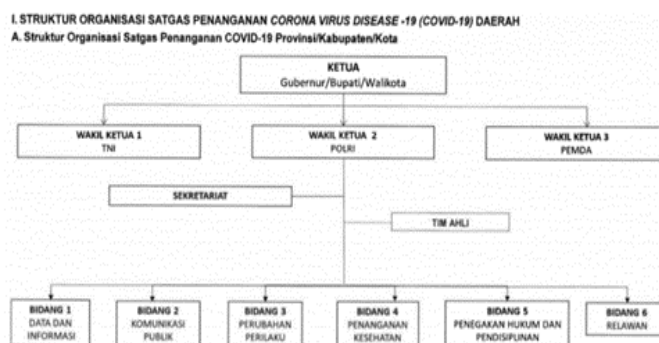 I. STRUKTUR ORGANISASI SATGAS PENANGANAN CORONA VIRUS DISEASE -19 (COVID-19) DAERAH
A. Struktur Organisasi Satgas Penanganan COVID-19 Provinsi/Kabupaten/Kota
KETUA
Gubernur/Bupati/Walikota
WAKIL KETUA 1
TNI
WAKIL KETUA 2
POLRI
WAKIL KETUA 3
PEMDA
SEKRETARIAT
TIM AHLI
BIDANG 1
DATA DAN
INFORMASI
BIDANG 2
KOMUNIKASI
PUBLIK
BIDANG 3
PERUBAHAN
PERILAKU
BIDANG 4
PENANGANAN
KESEHATAN
BIDANG 5
PENEGAKAN HUKUM DAN
PENDISIPLINAN
BIDANG 6
RELAWAN